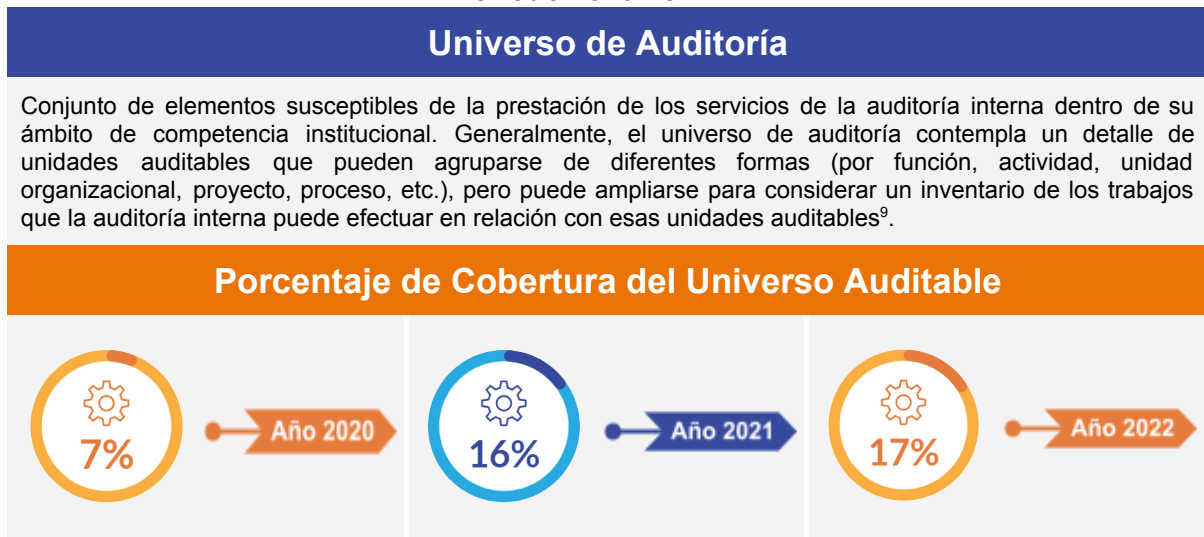 Universo de Auditoría
Conjunto de elementos susceptibles de la prestación de los servicios de la auditoría interna dentro de su
ámbito de competencia institucional. Generalmente, el universo de auditoría contempla un detalle de
unidades auditables que pueden agruparse de diferentes formas (por función, actividad, unidad
organizacional, proyecto, proceso, etc.), pero puede ampliarse para considerar un inventario de los trabajos
que la auditoría interna puede efectuar en relación con esas unidades auditables⁹.
Porcentaje de Cobertura del Universo Auditable
7%
Año 2020
16%
Año 2021
17%
Año 2022